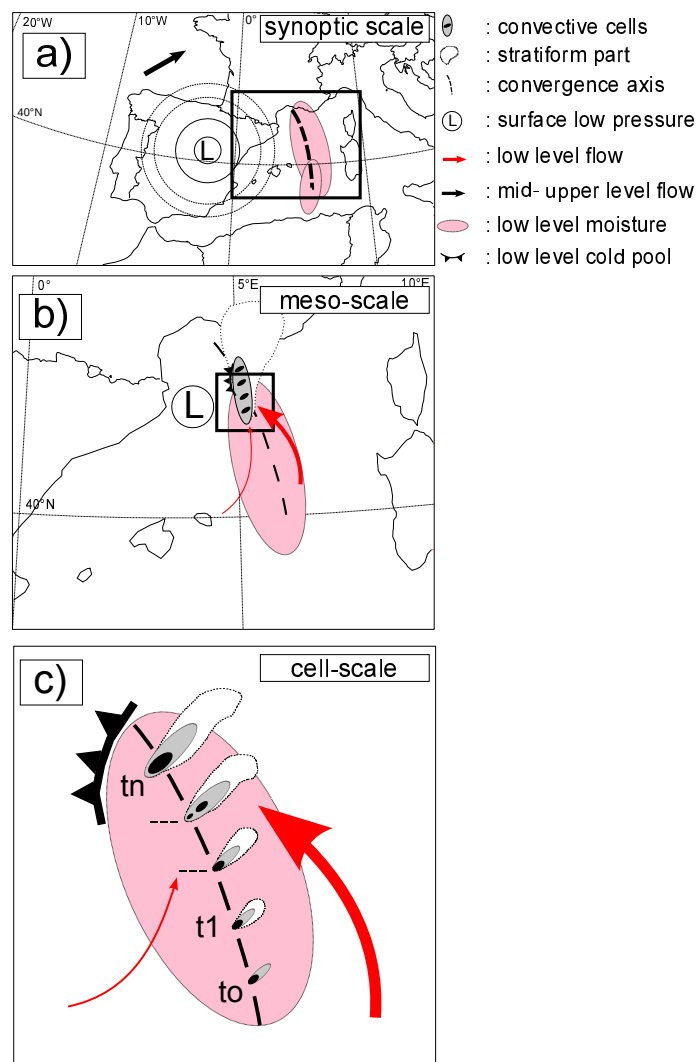 20°W
10°W
0°
synoptic scale
a)
40°N
L
: convective cells
: stratiform part
: convergence axis
L : surface low pressure
: low level flow
: mid- upper level flow
: low level moisture
: low level cold pool
0°
5°E
10°E
meso-scale
b)
L
40°N
cell-scale
c)
tn
t1
to